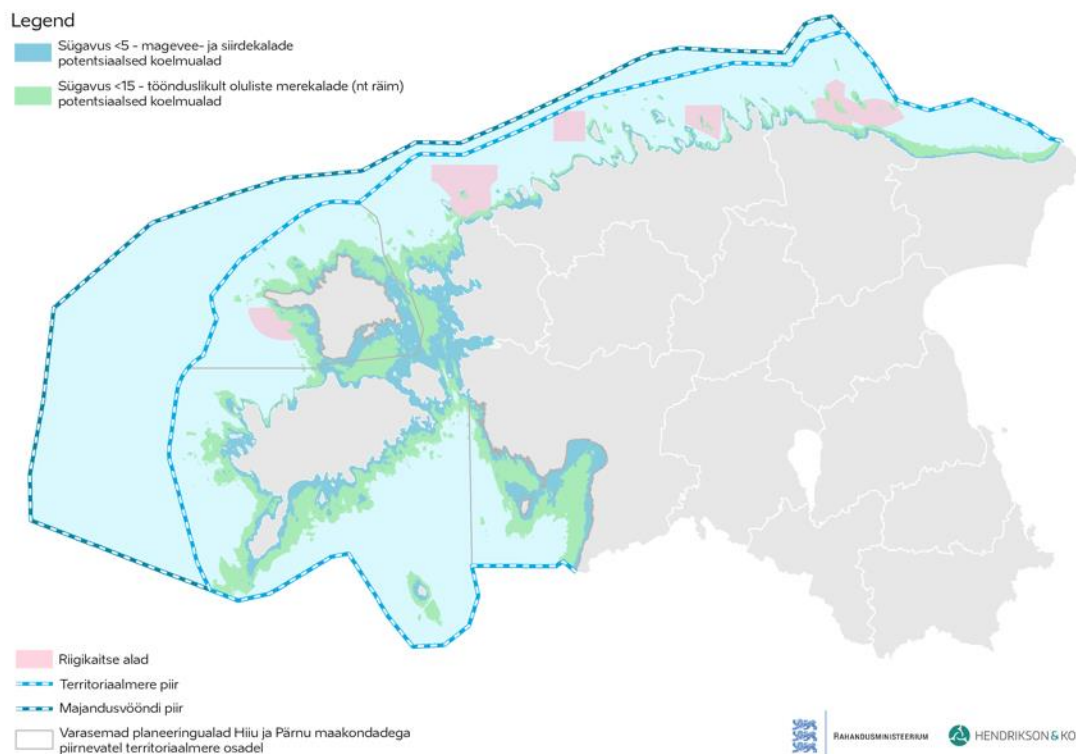 Legend
Sügavus <5 - magevee- ja siirdekalade
potentsiaalsed koelmualad
Sügavus <15 - töönduslikult oluliste merekalade (nt räim)
potentsiaalsed koelmualad
Riigikaitse alad
Territoriaalmere piir
Majandusvööndi piir
Varasemad planeeringualad Hiiu ja Pärnu maakondadega
piirnevatel territoriaalmere osadel
RAHANDUSMINISTEERIUM
HENDRIKSON & KO